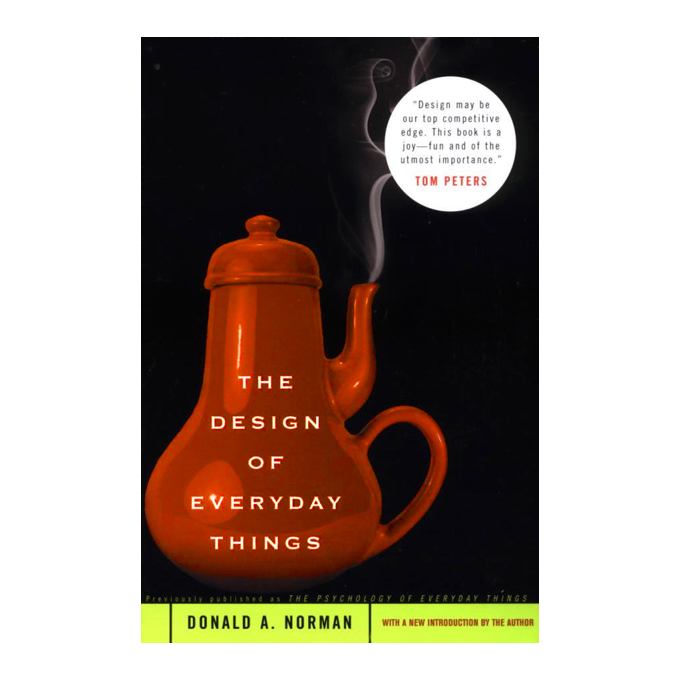 “Design may be
our top competitive
edge. This book is a
joy—fun and of the
utmost importance.”
TOM PETERS
THE
DESIGN
OF
EVERYDAY
THINGS
Previously published as THE PSYCHOLOGY OF EVERYDAY THINGS
DONALD A. NORMAN
WITH A NEW INTRODUCTION BY THE AUTHOR